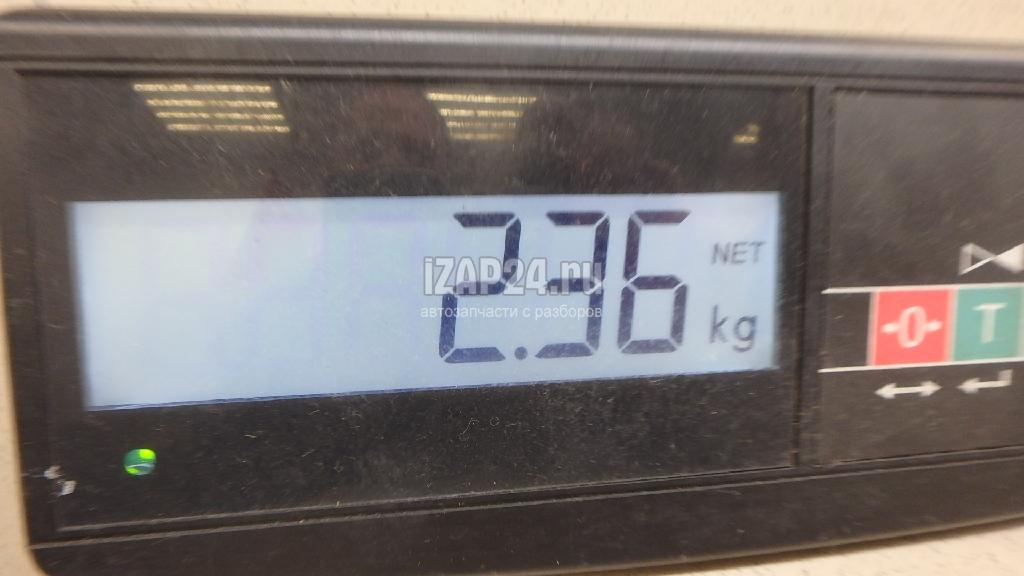 2.36
NET
kg
iZAP24.ru
автозапчасти с разборов
0
T